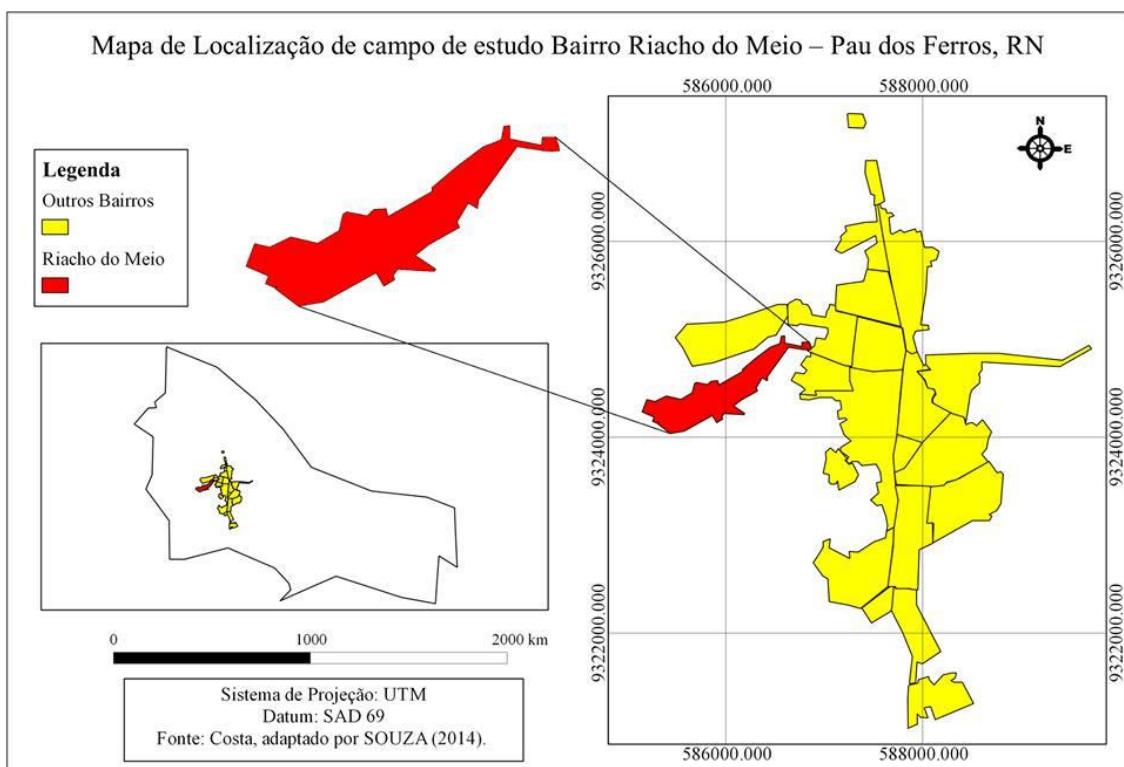 Mapa de Localização de campo de estudo Bairro Riacho do Meio – Pau dos Ferros, RN
Legenda
Outros Bairros
Riacho do Meio
0 1000 2000 km
Sistema de Projeção: UTM
Datum: SAD 69
Fonte: Costa, adaptado por SOUZA (2014).
586000.000 588000.000
N
E
9326000.000 9326000.000
9324000.000 9324000.000
9322000.000 9322000.000
586000.000 588000.000